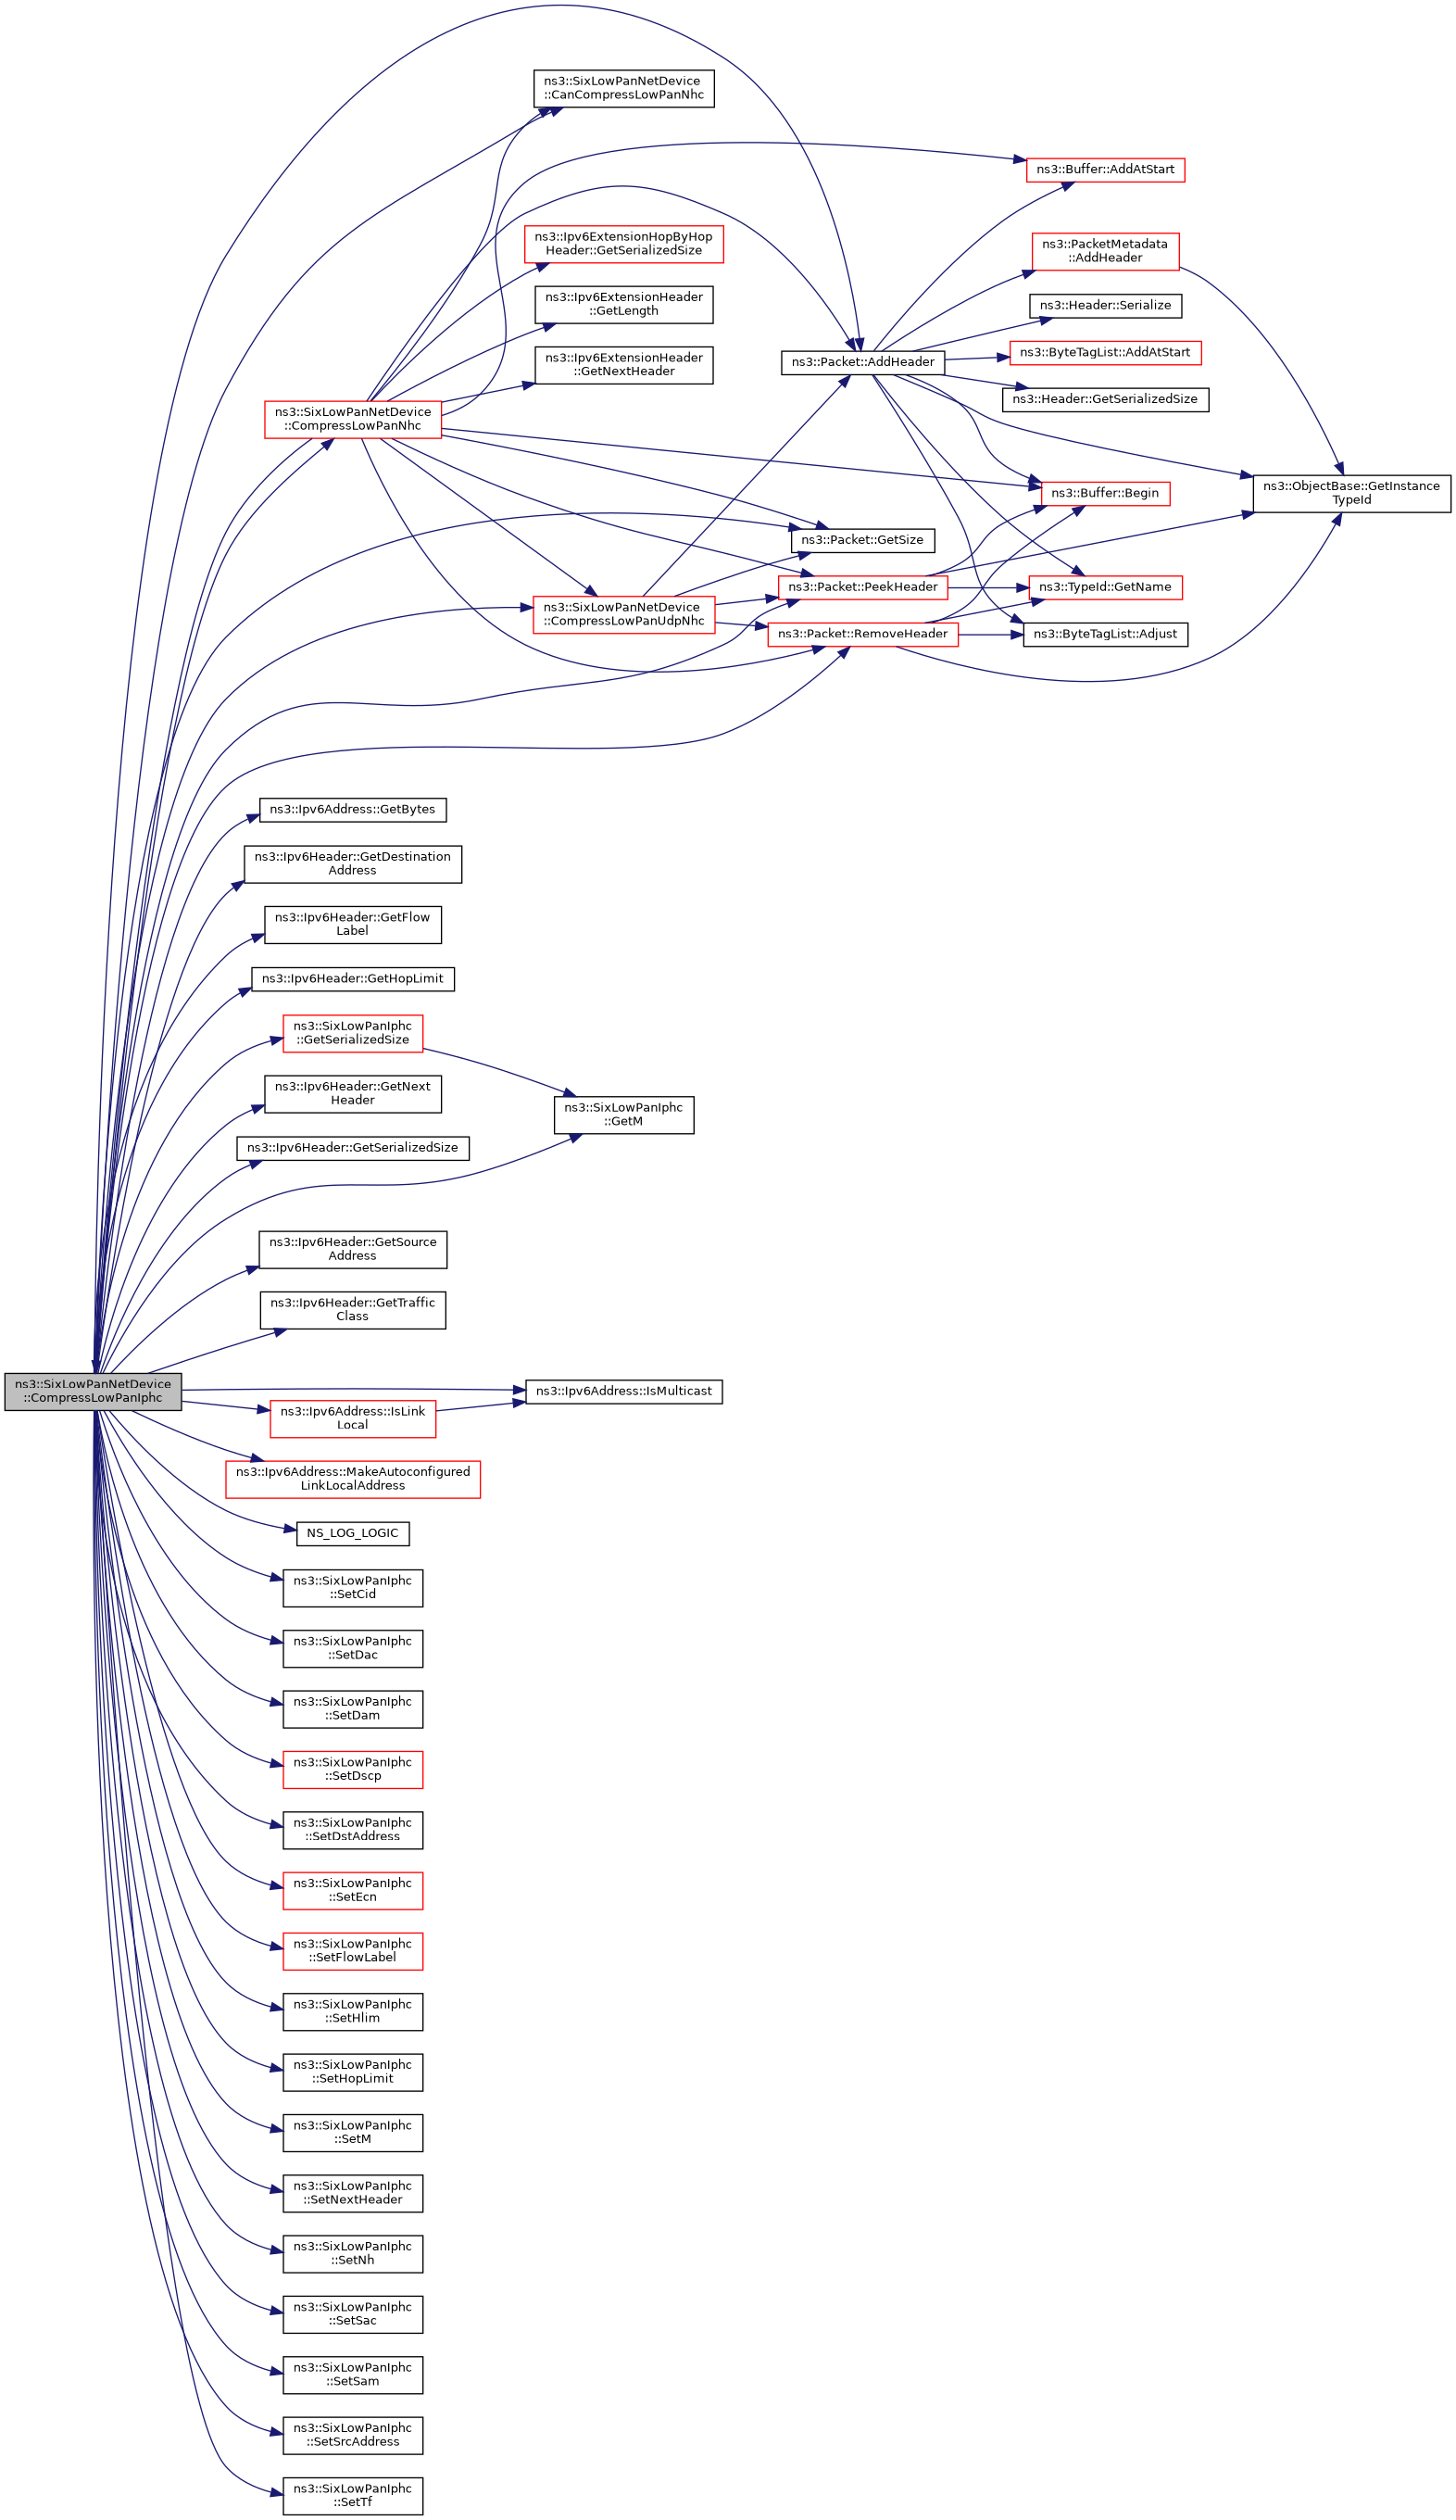 ns3::SixLowPanNetDevice
::CanCompressLowPanNhc
ns3::Buffer::AddAtStart
ns3::Ipv6ExtensionHopByHop
Header::GetSerializedSize
ns3::PacketMetadata
::AddHeader
ns3::Ipv6ExtensionHeader
::GetLength
ns3::Header::Serialize
ns3::Ipv6ExtensionHeader
::GetNextHeader
ns3::Packet::AddHeader
ns3::ByteTagList::AddAtStart
ns3::Header::GetSerializedSize
ns3::SixLowPanNetDevice
::CompressLowPanNhc
ns3::Buffer::Begin
ns3::ObjectBase::GetInstance
TypeId
ns3::Packet::GetSize
ns3::Packet::PeekHeader
ns3::TypeId::GetName
ns3::SixLowPanNetDevice
::CompressLowPanUdpNhc
ns3::Packet::RemoveHeader
ns3::ByteTagList::Adjust
ns3::Ipv6Address::GetBytes
ns3::Ipv6Header::GetDestination
Address
ns3::Ipv6Header::GetFlow
Label
ns3::Ipv6Header::GetHopLimit
ns3::SixLowPanIphc
::GetSerializedSize
ns3::Ipv6Header::GetNext
Header
ns3::SixLowPanIphc
::GetM
ns3::Ipv6Header::GetSerializedSize
ns3::Ipv6Header::GetSource
Address
ns3::Ipv6Header::GetTraffic
Class
ns3::SixLowPanNetDevice
::CompressLowPanIphc
ns3::Ipv6Address::IsMulticast
ns3::Ipv6Address::IsLink
Local
ns3::Ipv6Address::MakeAutoconfigured
LinkLocalAddress
NS_LOG_LOGIC
ns3::SixLowPanIphc
::SetCid
ns3::SixLowPanIphc
::SetDac
ns3::SixLowPanIphc
::SetDam
ns3::SixLowPanIphc
::SetDscp
ns3::SixLowPanIphc
::SetDstAddress
ns3::SixLowPanIphc
::SetEcn
ns3::SixLowPanIphc
::SetFlowLabel
ns3::SixLowPanIphc
::SetHlim
ns3::SixLowPanIphc
::SetHopLimit
ns3::SixLowPanIphc
::SetM
ns3::SixLowPanIphc
::SetNextHeader
ns3::SixLowPanIphc
::SetNh
ns3::SixLowPanIphc
::SetSac
ns3::SixLowPanIphc
::SetSam
ns3::SixLowPanIphc
::SetSrcAddress
ns3::SixLowPanIphc
::SetTf